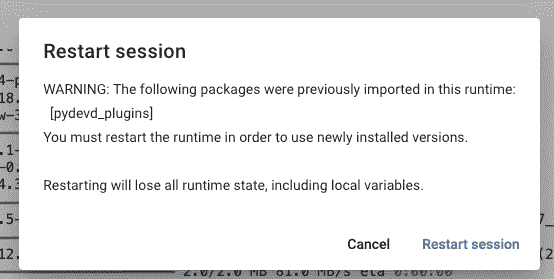 Restart session
WARNING: The following packages were previously imported in this runtime:
[pydevd_plugins]
You must restart the runtime in order to use newly installed versions.
Restarting will lose all runtime state, including local variables.
Cancel
Restart session
2.0/2.0 MB 81.0 MB/s eta 0:00:00